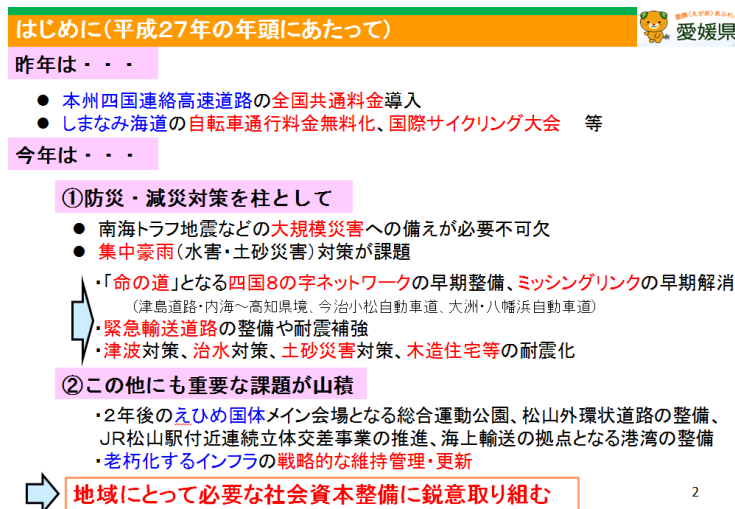 はじめに(平成27年の年頭にあたって)
愛顔(えがお)あふれ
愛媛県
昨年は・・・
● 本州四国連絡高速道路の全国共通料金導入
● しまなみ海道の自転車通行料金無料化、国際サイクリング大会 等
今年は・・・
①防災・減災対策を柱として
● 南海トラフ地震などの大規模災害への備えが必要不可欠
● 集中豪雨(水害・土砂災害)対策が課題
・「命の道」となる四国8の字ネットワークの早期整備、ミッシングリンクの早期解消
(津島道路・内海～高知県境、今治小松自動車道、大洲・八幡浜自動車道)
・緊急輸送道路の整備や耐震補強
・津波対策、治水対策、土砂災害対策、木造住宅等の耐震化
②この他にも重要な課題が山積
・2年後のえひめ国体メイン会場となる総合運動公園、松山外環状道路の整備、
JR松山駅付近連続立体交差事業の推進、海上輸送の拠点となる港湾の整備
・老朽化するインフラの戦略的な維持管理・更新
地域にとって必要な社会資本整備に鋭意取り組む
2